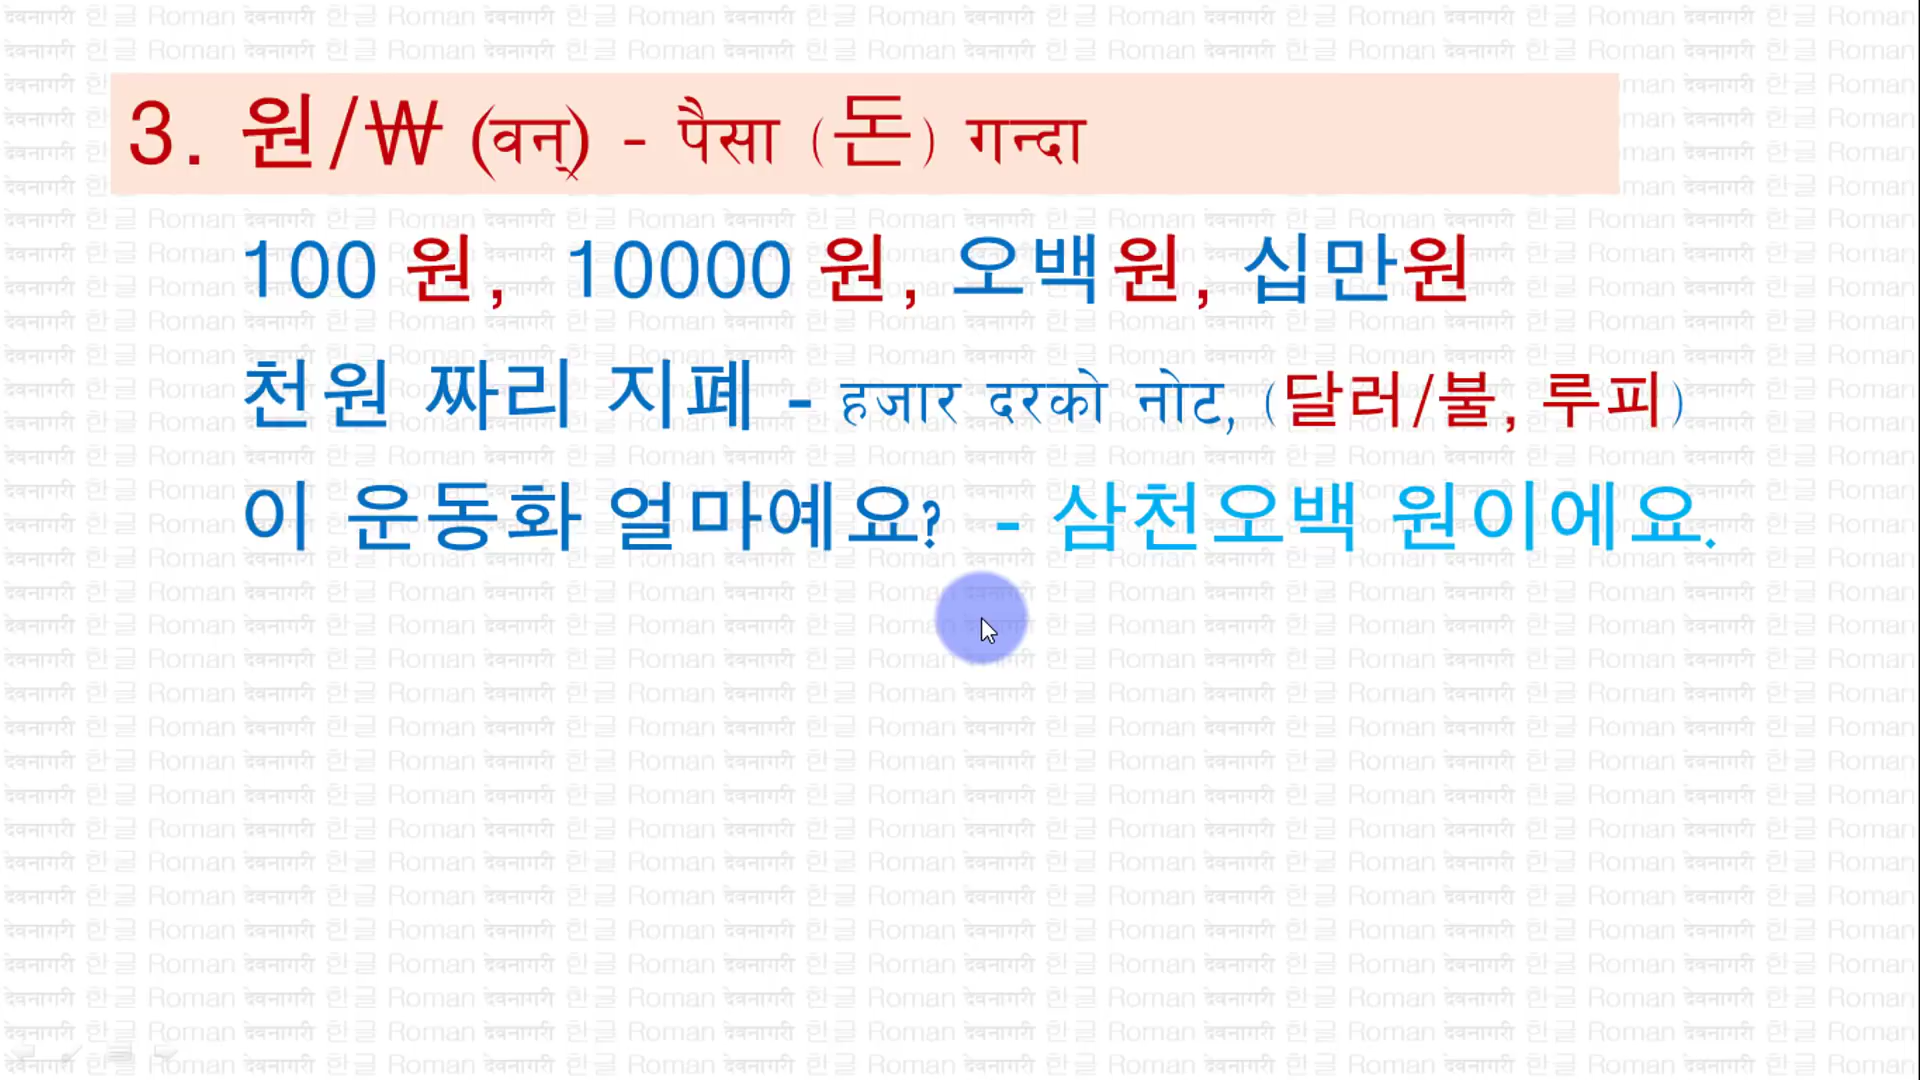 3. 원/₩ (वन्) - पैसा (돈) गन्दा
100 원, 10000 원, 오백원, 십만원
천원 짜리 지폐 - हजार दरको नोट, (달러/불, 루피)
이 운동화 얼마예요? - 삼천오백 원이에요.